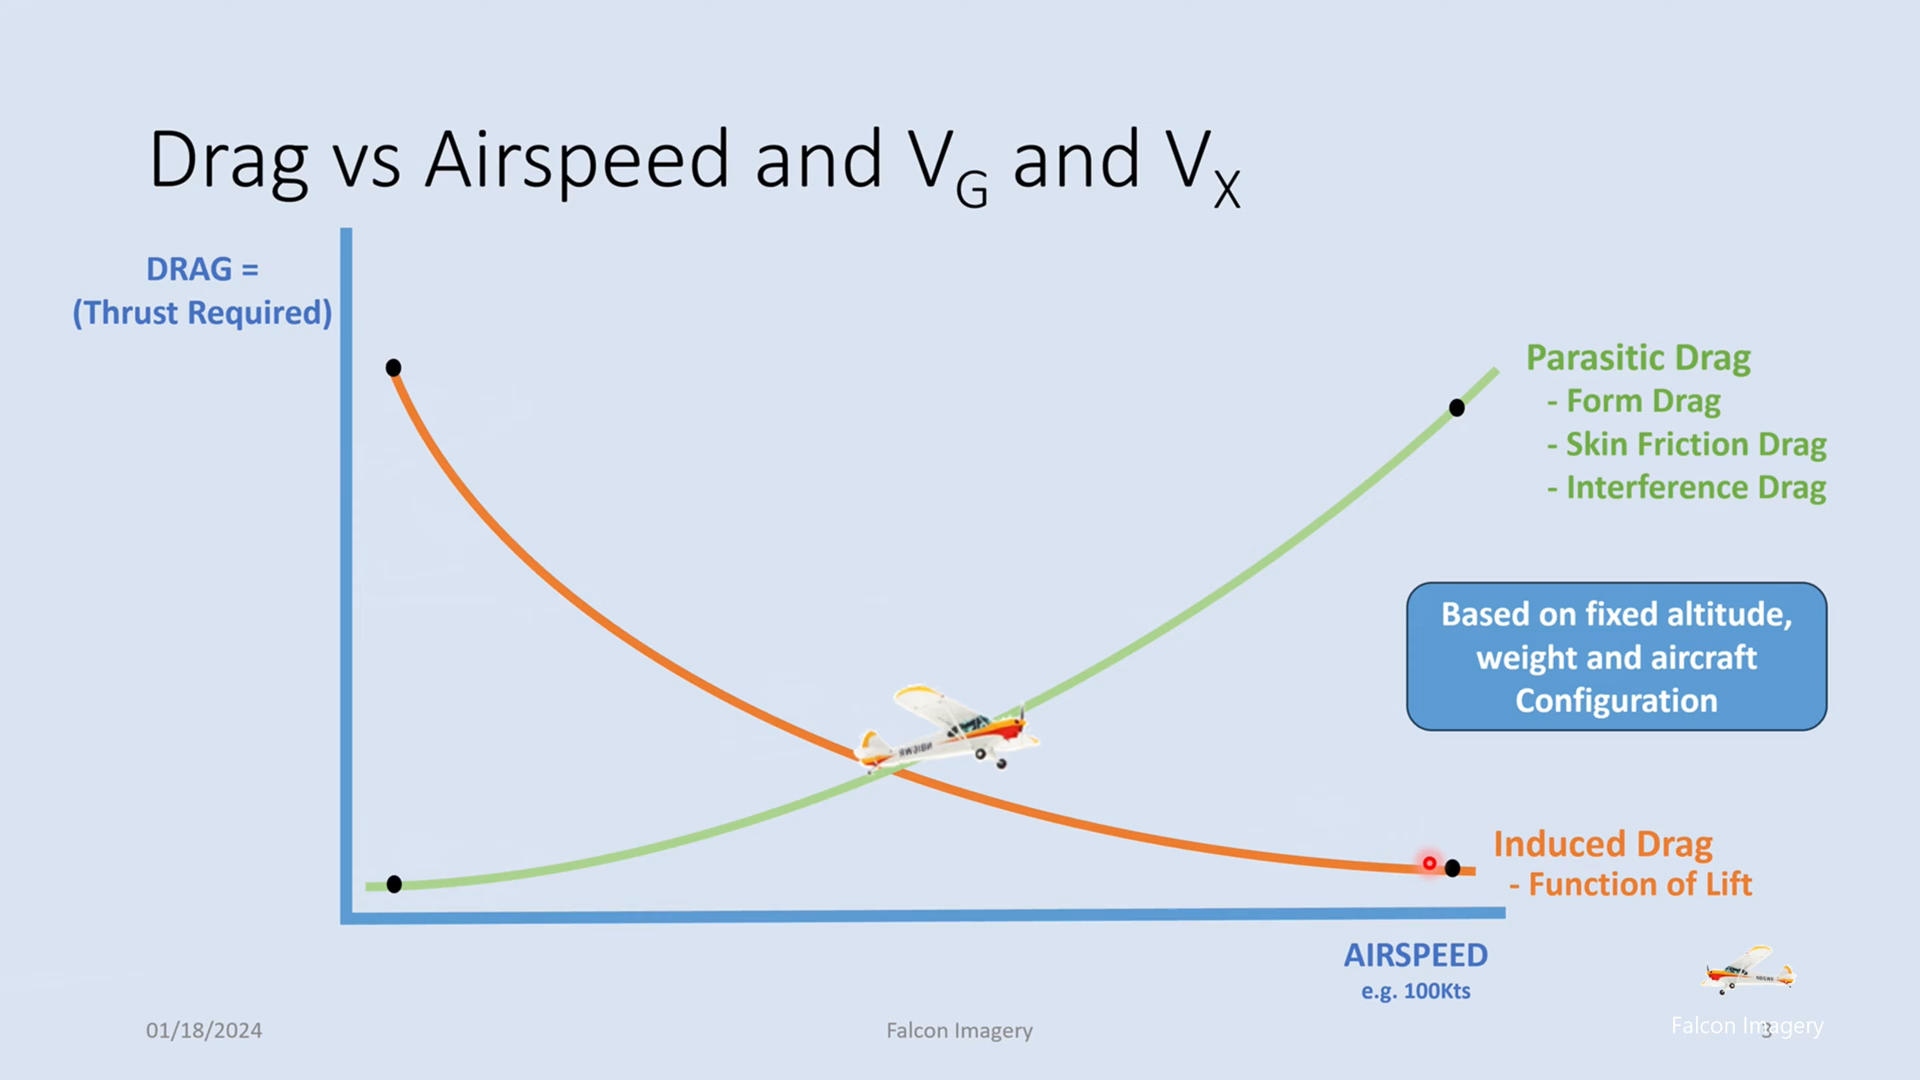 Drag vs Airspeed and VG and VX
DRAG =
(Thrust Required)
Parasitic Drag
- Form Drag
- Skin Friction Drag
- Interference Drag
Based on fixed altitude,
weight and aircraft
Configuration
Induced Drag
- Function of Lift
AIRSPEED
e.g. 100Kts
01/18/2024
Falcon Imagery
3
Falcon Imagery